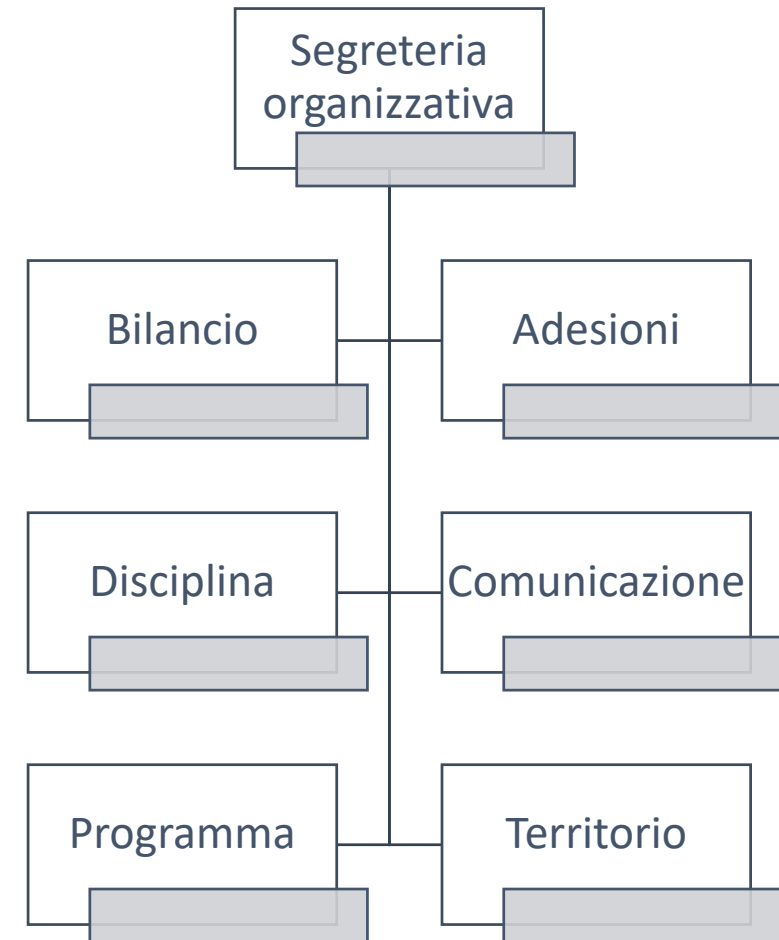 Segreteria
organizzativa
Bilancio
Adesioni
Disciplina
Comunicazione
Programma
Territorio